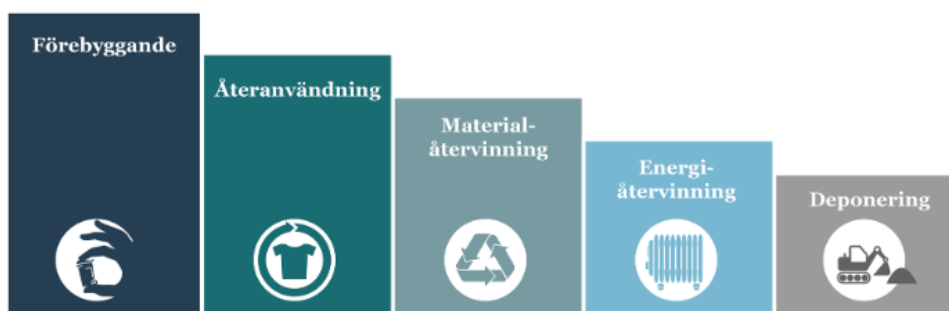 Förebyggande
Återanvändning
Material-
återvinning
Energi-
återvinning
Deponering